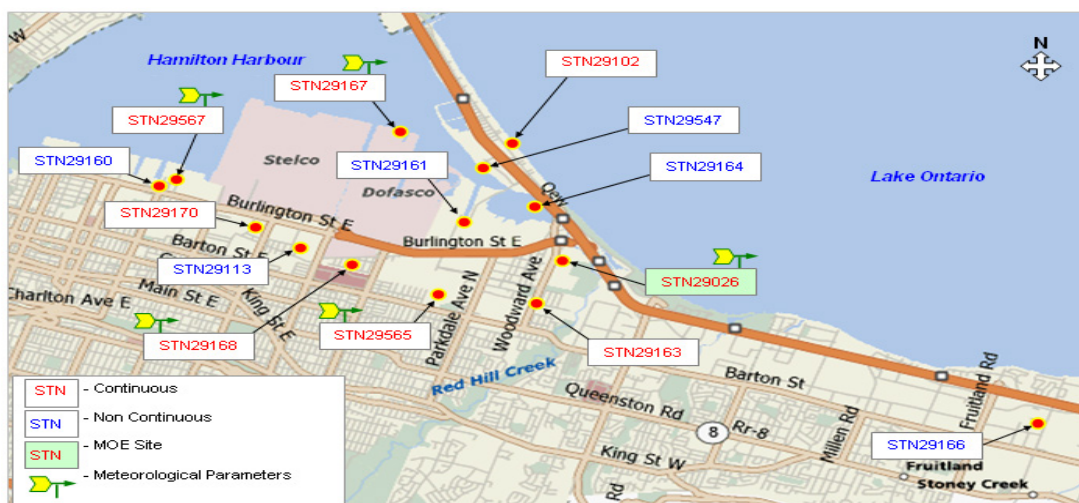 W
Hamilton Harbour
N
STN29102
STN29167
STN29567
STN29547
STN29160
Stelco
STN29161
STN29164
Lake Ontario
Dofasco
Qew
STN29170
Burlington St E
Burlington St E
Barton St E
STN29113
STN29026
Main St E
Charlton Ave E
King St E
Parkdale Ave N
Woodward Ave
STN29168
STN29565
STN29163
Red Hill Creek
Barton St
Fruitland Rd
Queenston Rd
Rr-8
8
Millen Rd
STN29166
King St W
Fruitland
Stoney Creek
Rd
STN - Continuous
STN - Non Continuous
STN - MOE Site
- Meteorological Parameters